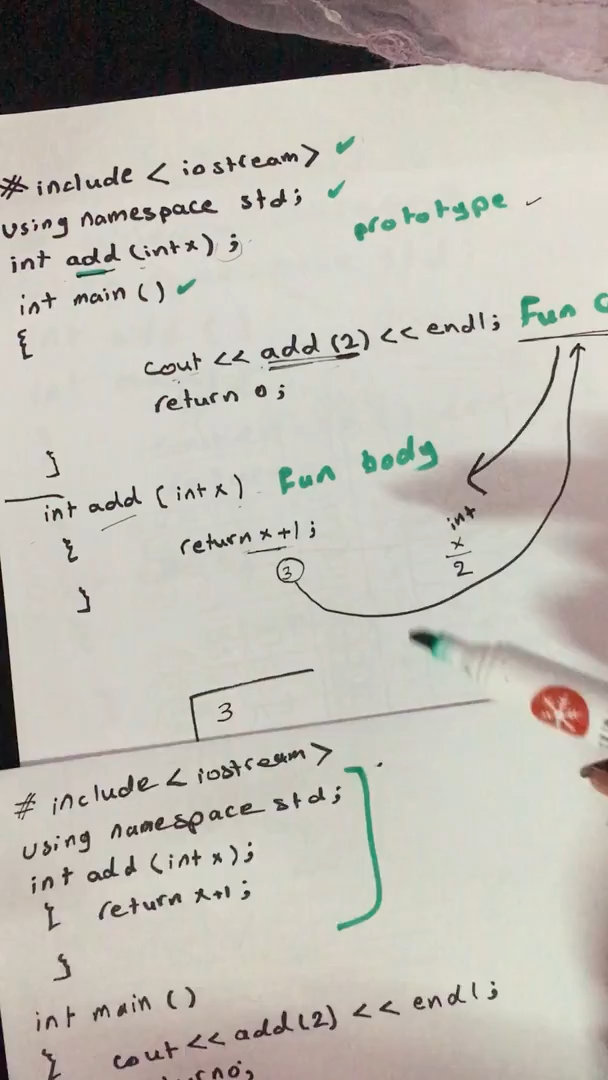 # include < iostream>
using namespace std;
int add (int x) ;
prototype
int main ()
{
cout << add (2) << endl; Fun
return 0;
}
int add (int x) Fun body
{ return x+1;
}
3
int
x
2
3
# include < iostream>
using namespace std;
int add (int x);
{ return x+1;
}
int main ()
{ cout << add(2) << endl;